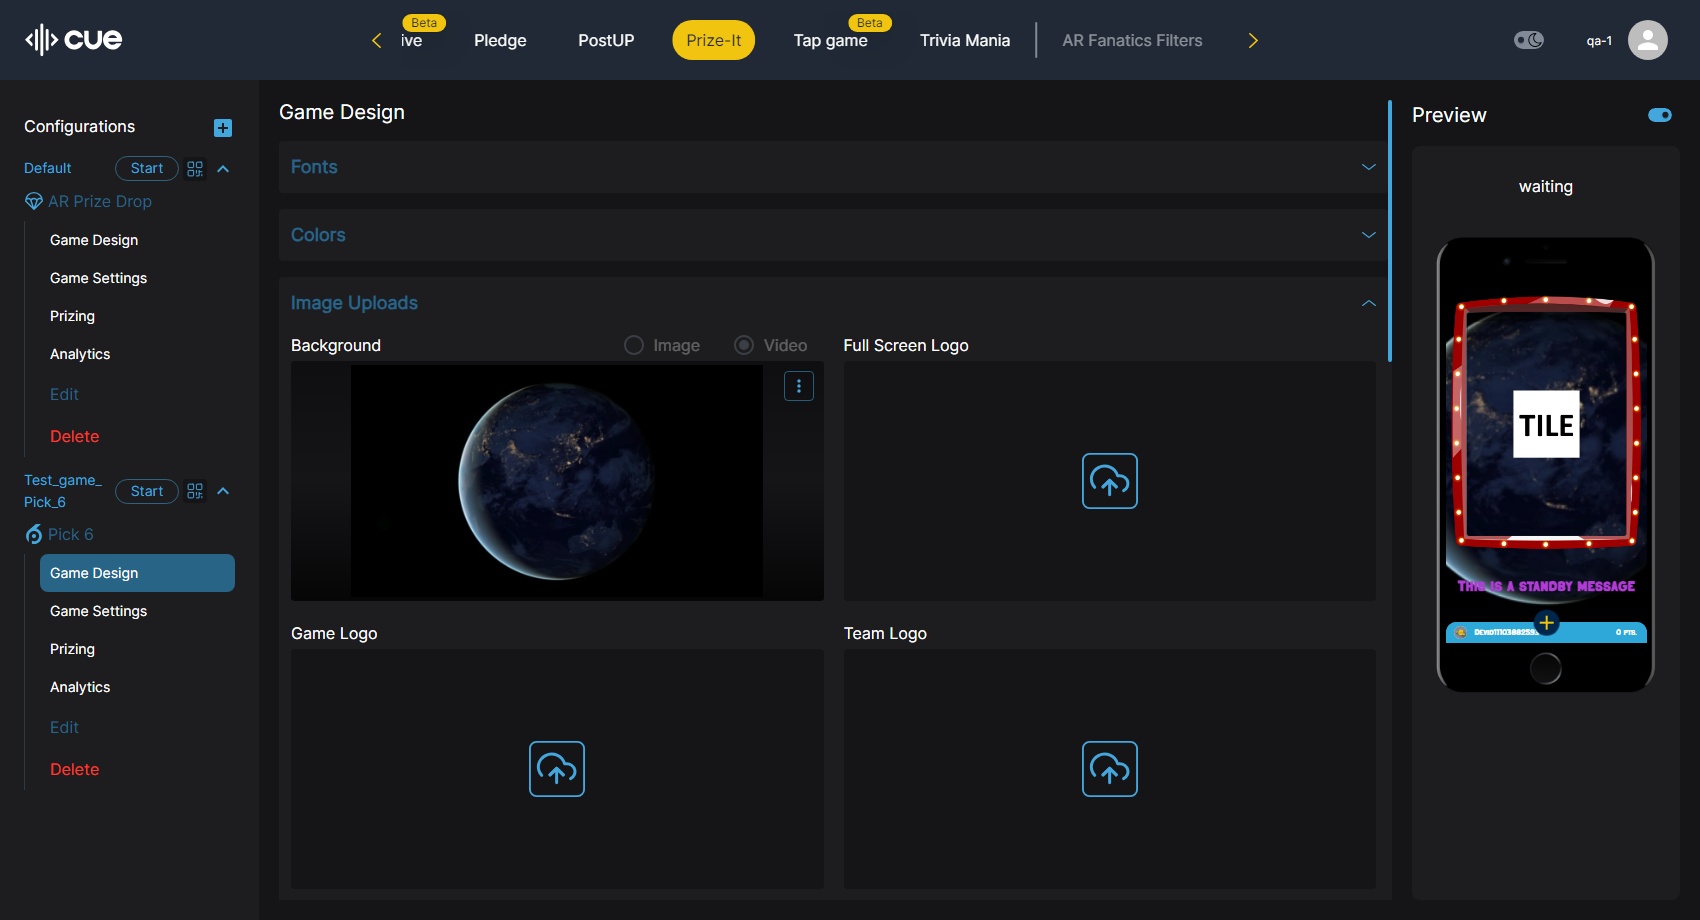 cue
Beta
ive
Pledge
PostUP
Prize-It
Beta
Tap game
Trivia Mania
AR Fanatics Filters
qa-1
Configurations
Default
Start
AR Prize Drop
Game Design
Game Settings
Prizing
Analytics
Edit
Delete
Test_game_
Pick_6
Start
Pick 6
Game Design
Game Settings
Prizing
Analytics
Edit
Delete
Game Design
Fonts
Colors
Image Uploads
Background
Image
Video
Full Screen Logo
Game Logo
Team Logo
Preview
waiting
TILE
THIS IS A STANDBY MESSAGE
0 PTS.